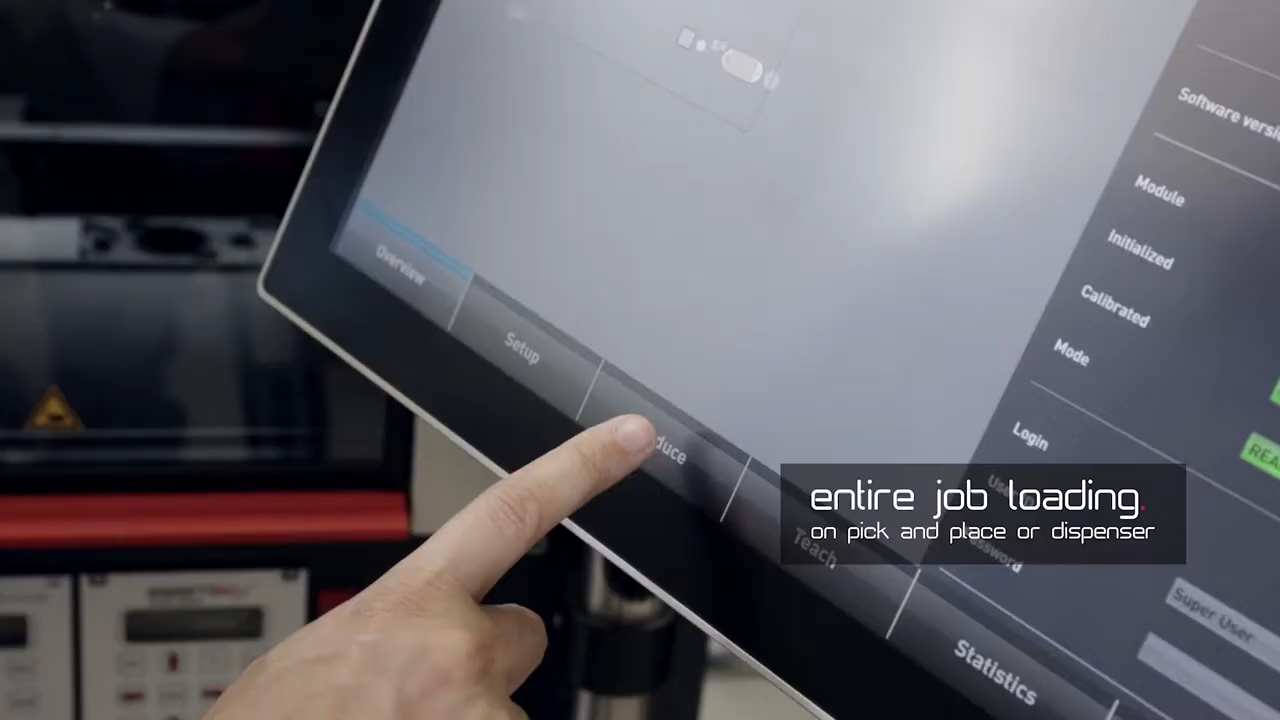 Software versi
Module
Initialized
Calibrated
Mode
Login
Overview
Setup
duce
Teach
Statistics
Super User
REA
entire job loading.
on pick and place or dispenser